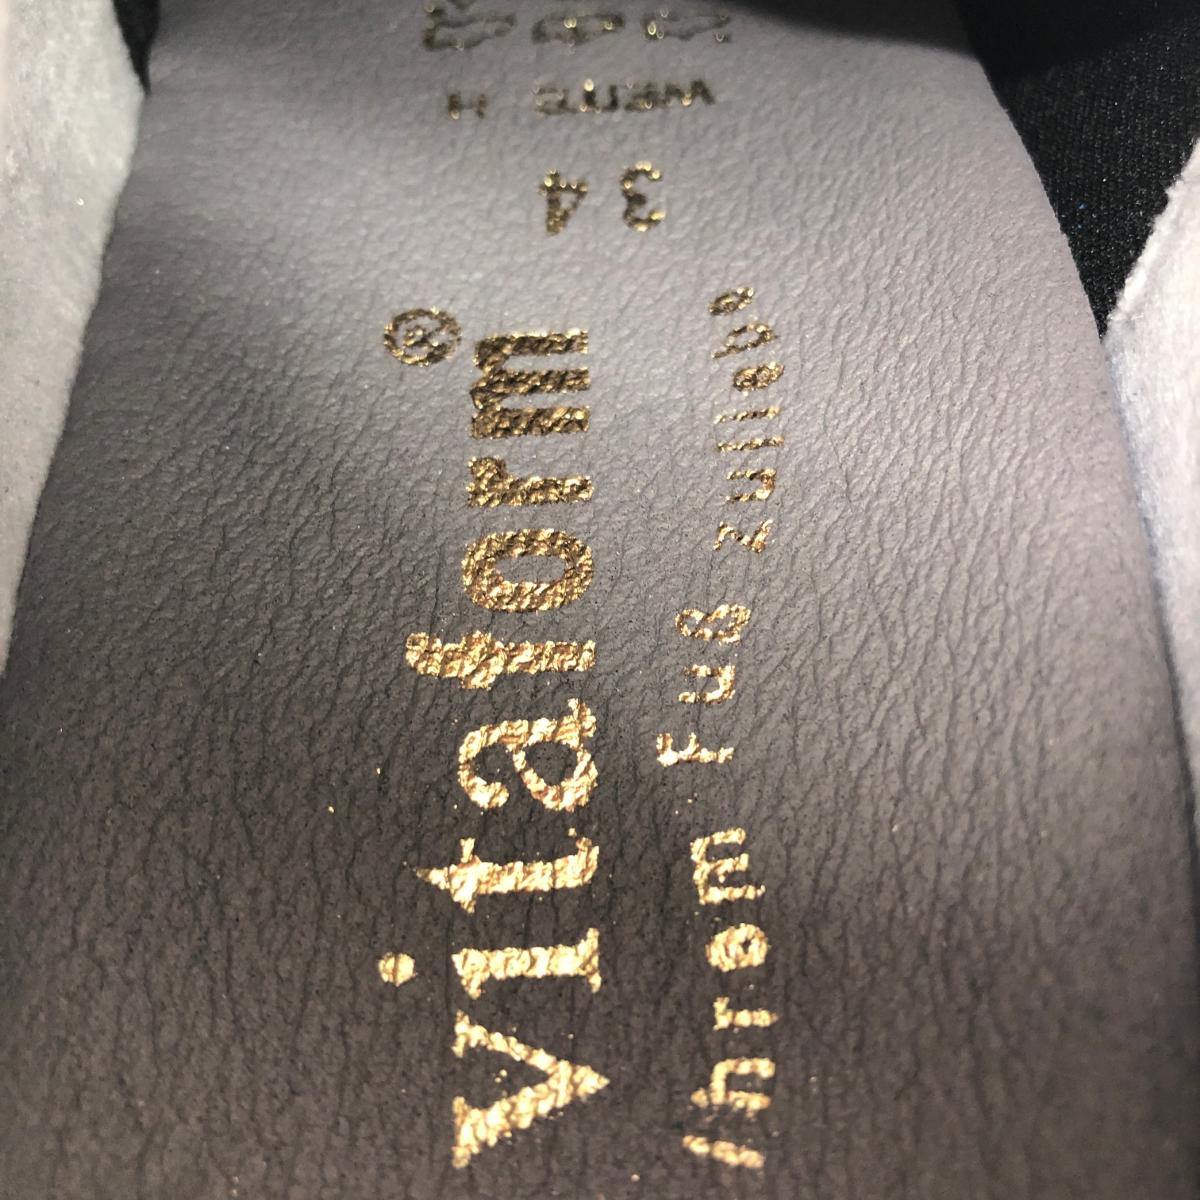 vitaform®
Ihrem Fuß zuliebe
34
WEITE H